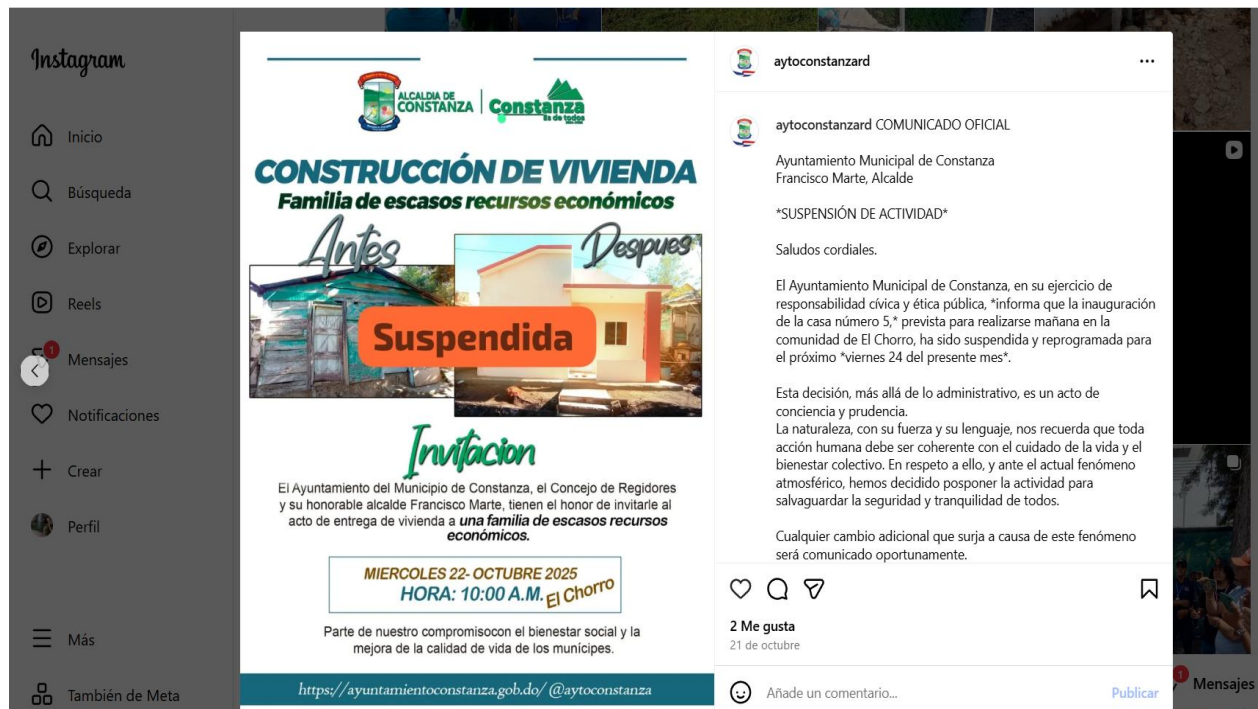 Instagram
Inicio
Búsqueda
Explorar
Reels
1
Mensajes
Notificaciones
Crear
Perfil
Más
También de Meta
ALCALDIA DE
CONSTANZA
Constanza
Es de todos
CONSTRUCCIÓN DE VIVIENDA
Familia de escasos recursos económicos
Antes
Despues
Suspendida
Invitacion
El Ayuntamiento del Municipio de Constanza, el Concejo de Regidores
y su honorable alcalde Francisco Marte, tienen el honor de invitarle al
acto de entrega de vivienda a una familia de escasos recursos
económicos.
MIERCOLES 22- OCTUBRE 2025
HORA: 10:00 A.M. El Chorro
Parte de nuestro compromisocon el bienestar social y la
mejora de la calidad de vida de los munícipes.
https://ayuntamientoconstanza.gob.do/ @aytoconstanza
aytoconstanzard
aytoconstanzard COMUNICADO OFICIAL
Ayuntamiento Municipal de Constanza
Francisco Marte, Alcalde
*SUSPENSIÓN DE ACTIVIDAD*
Saludos cordiales.
El Ayuntamiento Municipal de Constanza, en su ejercicio de
responsabilidad cívica y ética pública, *informa que la inauguración
de la casa número 5,* prevista para realizarse mañana en la
comunidad de El Chorro, ha sido suspendida y reprogramada para
el próximo *viernes 24 del presente mes*.
Esta decisión, más allá de lo administrativo, es un acto de
conciencia y prudencia.
La naturaleza, con su fuerza y su lenguaje, nos recuerda que toda
acción humana debe ser coherente con el cuidado de la vida y el
bienestar colectivo. En respeto a ello, y ante el actual fenómeno
atmosférico, hemos decidido posponer la actividad para
salvaguardar la seguridad y tranquilidad de todos.
Cualquier cambio adicional que surja a causa de este fenómeno
será comunicado oportunamente.
2 Me gusta
21 de octubre
Añade un comentario...
Publicar
1
Mensajes